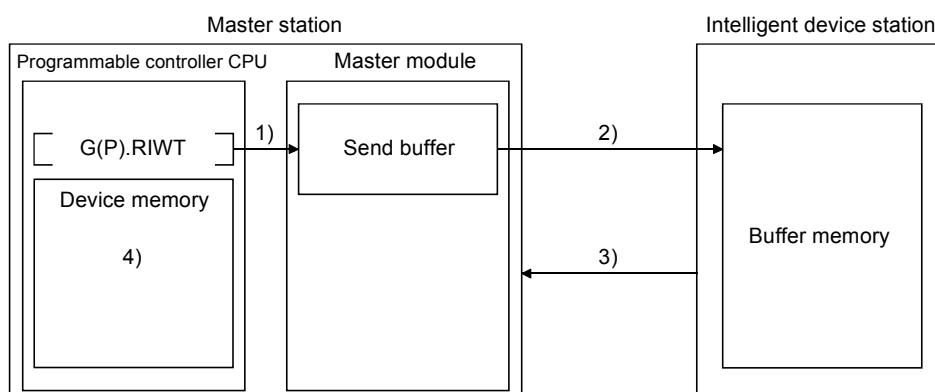 Master station
Intelligent device station
Programmable controller CPU
Master module
G(P).RIWT
1)
Send buffer
2)
Device memory
4)
3)
Buffer memory